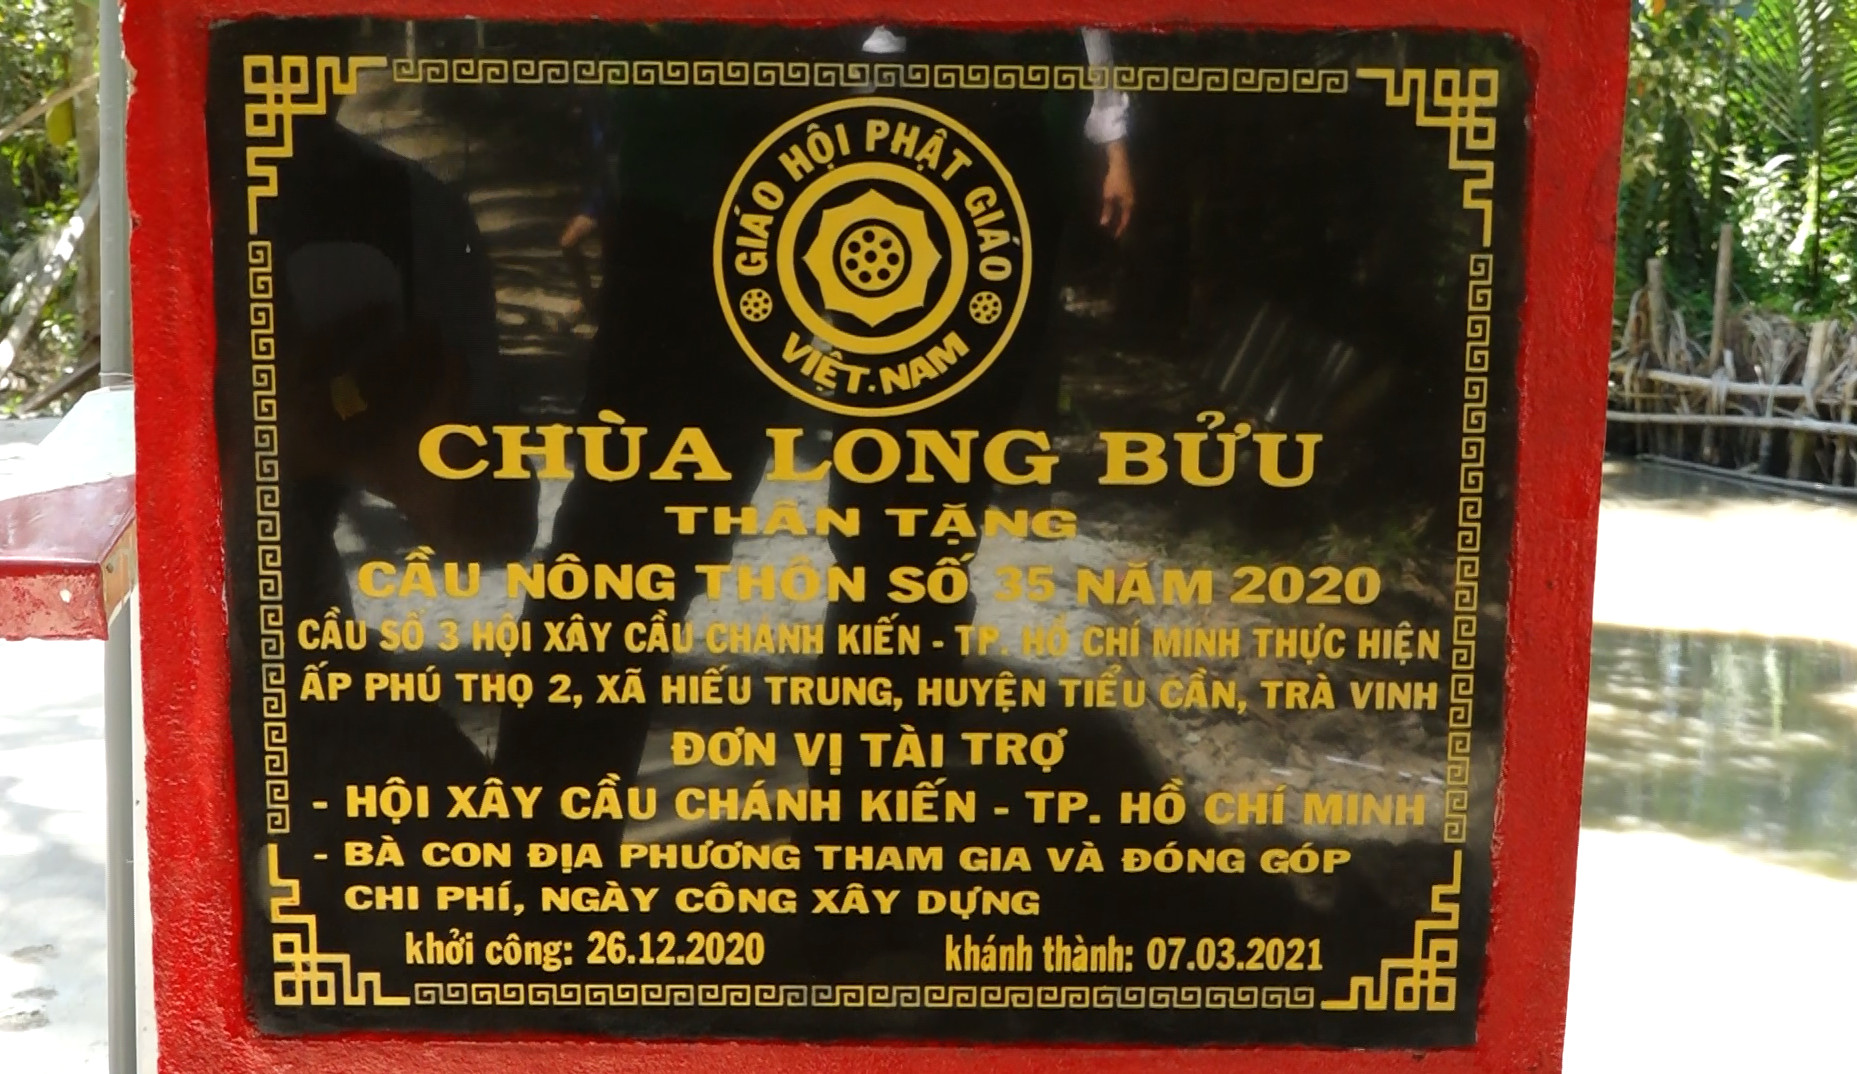 GIÁO HỘI PHẬT GIÁO
VIỆT.NAM
CHÙA LONG BỬU
THÂN TẶNG
CẦU NÔNG THÔN SỐ 35 NĂM 2020
CẦU SỐ 3 HỘI XÂY CẦU CHÁNH KIẾN - TP. HỒ CHÍ MINH THỰC HIỆN
ẤP PHÚ THỌ 2, XÃ HIẾU TRUNG, HUYỆN TIỂU CẦN, TRÀ VINH
ĐƠN VỊ TÀI TRỢ
- HỘI XÂY CẦU CHÁNH KIẾN - TP. HỒ CHÍ MINH
- BÀ CON ĐỊA PHƯƠNG THAM GIA VÀ ĐÓNG GÓP
CHI PHÍ, NGÀY CÔNG XÂY DỰNG
khởi công: 26.12.2020 khánh thành: 07.03.2021